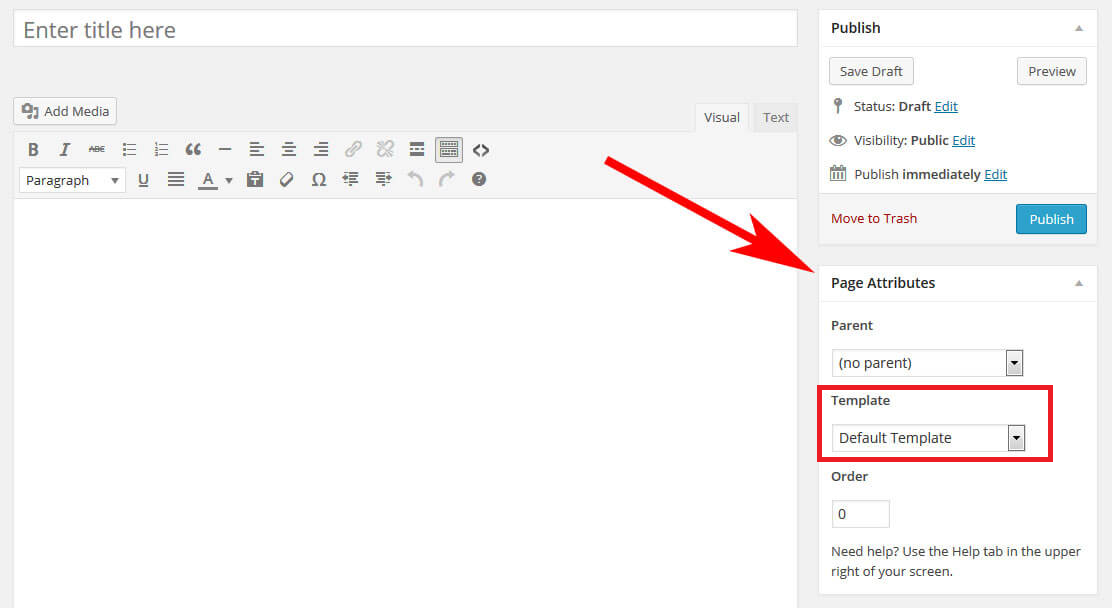 Enter title here
Add Media
Visual
Text
B
I
ABC
Paragraph
U
A
Ω
?
Publish
Save Draft
Preview
Status: Draft Edit
Visibility: Public Edit
Publish immediately Edit
Move to Trash
Publish
Page Attributes
Parent
(no parent)
Template
Default Template
Order
0
Need help? Use the Help tab in the upper
right of your screen.